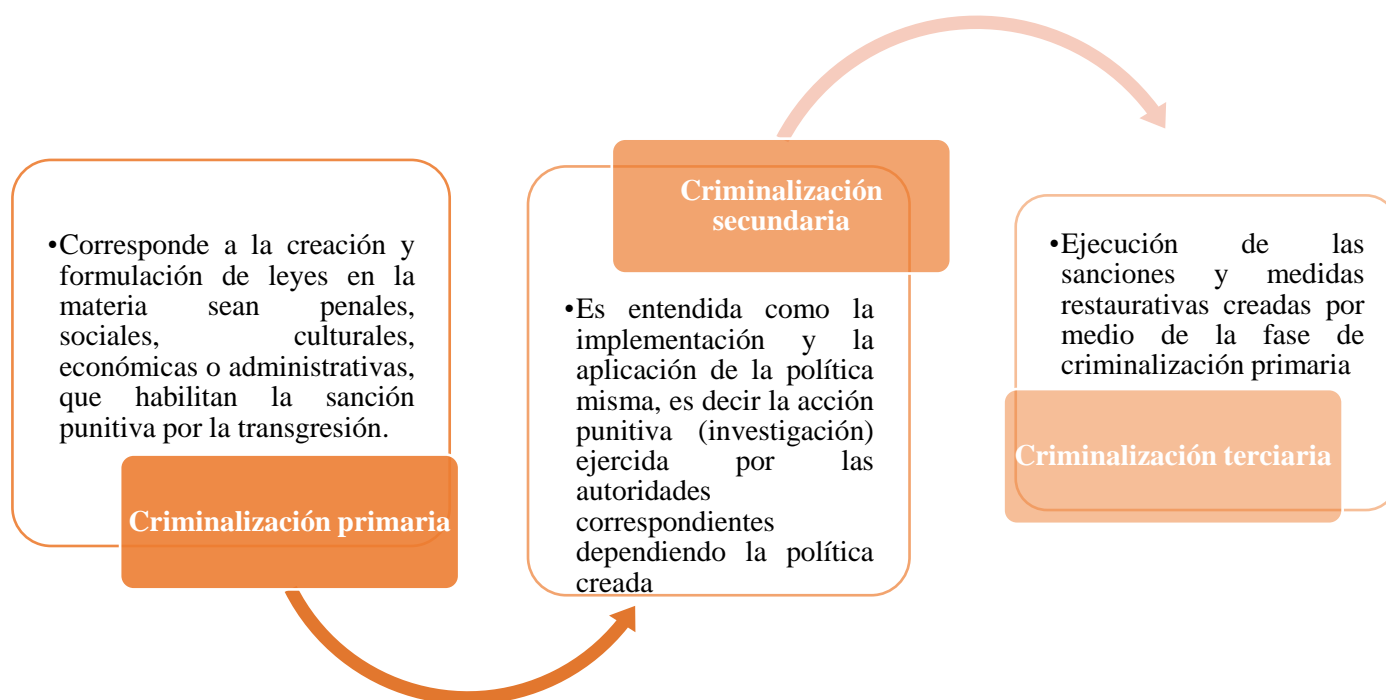 •Corresponde a la creación y
formulación de leyes en la
materia sean penales,
sociales, culturales,
económicas o administrativas,
que habilitan la sanción
punitiva por la transgresión.
Criminalización primaria
Criminalización
secundaria
•Es entendida como la
implementación y la
aplicación de la política
misma, es decir la acción
punitiva (investigación)
ejercida por las
autoridades
correspondientes
dependiendo la política
creada
•Ejecución de las
sanciones y medidas
restaurativas creadas por
medio de la fase de
criminalización primaria
Criminalización terciaria